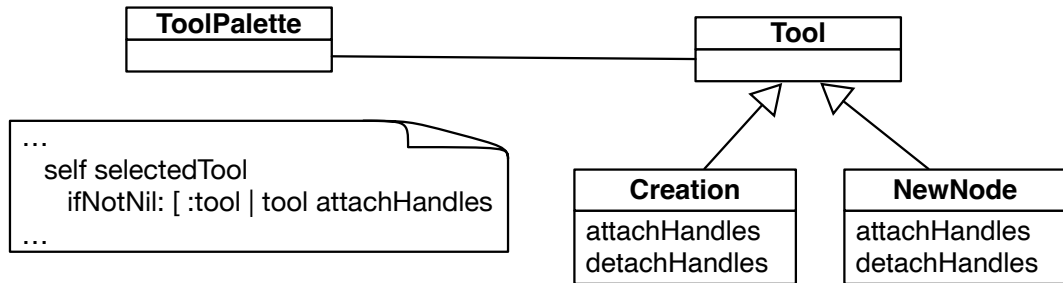 ToolPalette
Tool
...
self selectedTool
ifNotNil: [ :tool | tool attachHandles
...
Creation
attachHandles
detachHandles
NewNode
attachHandles
detachHandles